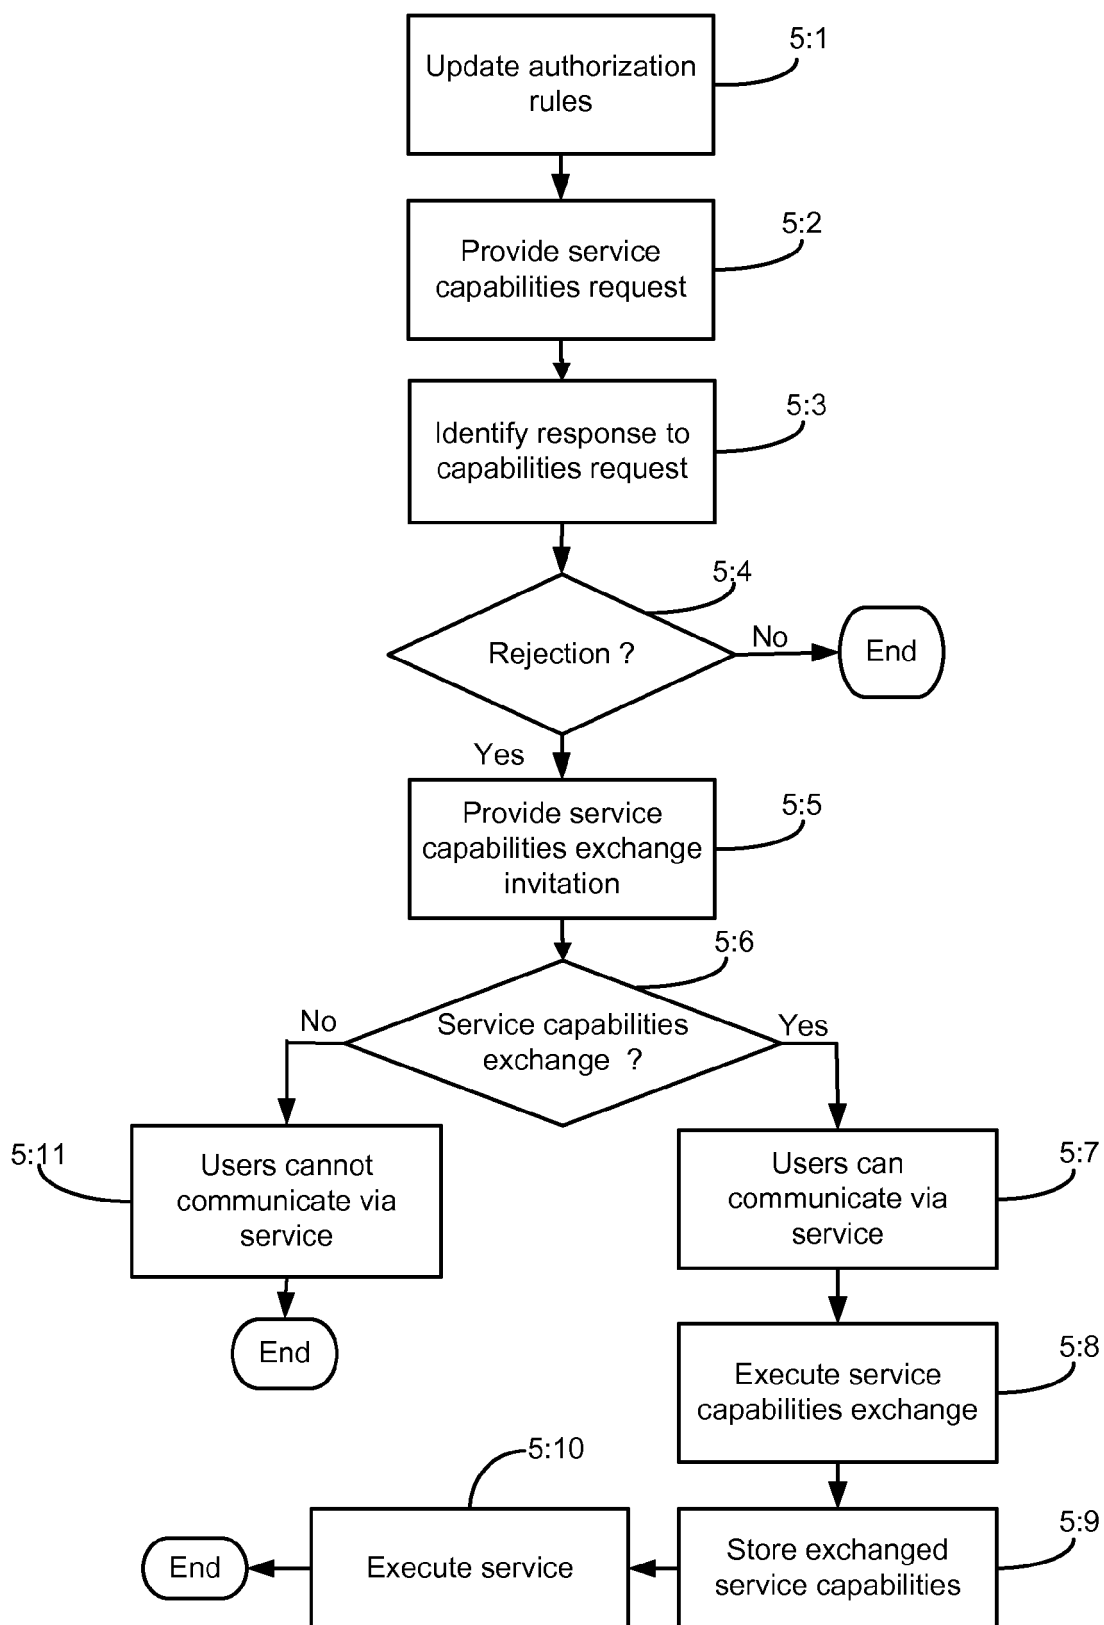 5:1
Update authorization
rules
5:2
Provide service
capabilities request
5:3
Identify response to
capabilities request
5:4
Rejection ?
No
End
Yes
5:5
Provide service
capabilities exchange
invitation
5:6
Service capabilities
exchange ?
No
Yes
5:11
Users cannot
communicate via
service
End
5:7
Users can
communicate via
service
5:8
Execute service
capabilities exchange
5:9
Store exchanged
service capabilities
5:10
Execute service
End